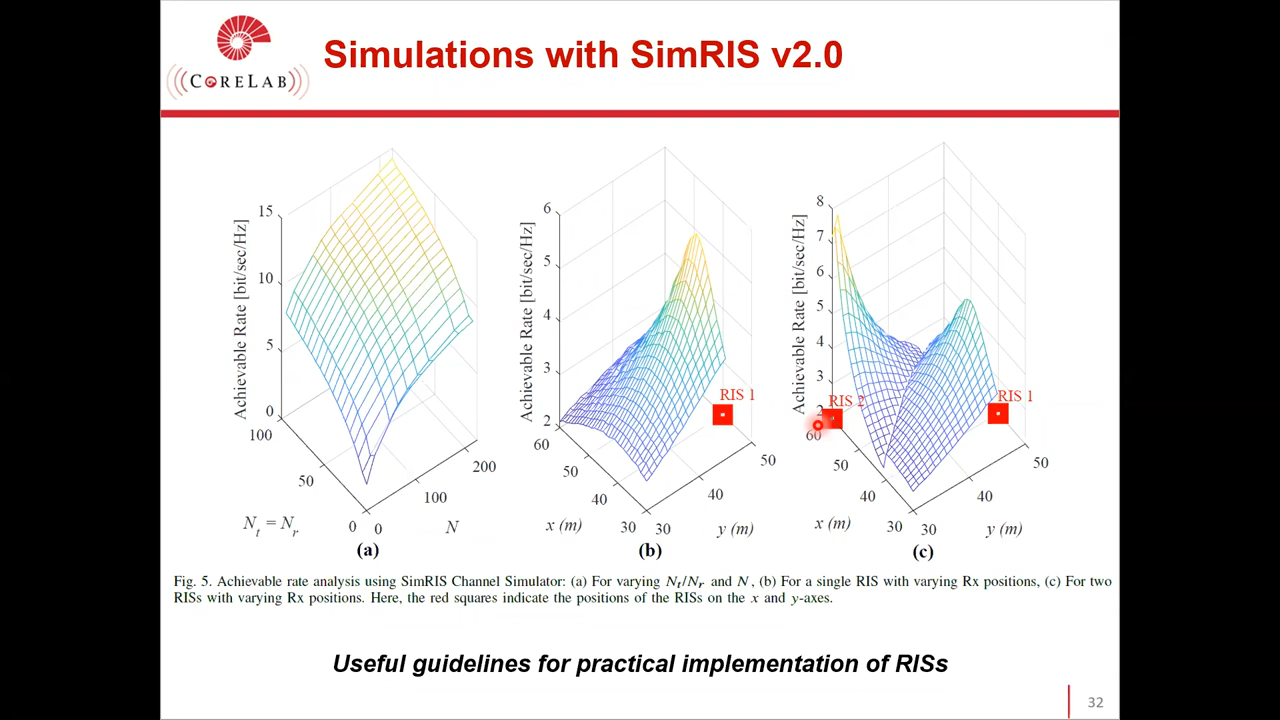 CORELAB
Simulations with SimRIS v2.0
Achievable Rate [bit/sec/Hz]
15
10
5
0
100
50
0
0
100
200
N_t = N_r
N
(a)
Achievable Rate [bit/sec/Hz]
6
5
4
3
2
60
50
40
30
30
40
50
x (m)
y (m)
RIS 1
(b)
Achievable Rate [bit/sec/Hz]
8
7
6
5
4
3
2
60
50
40
30
30
40
50
x (m)
y (m)
RIS 2
RIS 1
(c)
Fig. 5. Achievable rate analysis using SimRIS Channel Simulator: (a) For varying N_t/N_r and N, (b) For a single RIS with varying Rx positions, (c) For two
RISs with varying Rx positions. Here, the red squares indicate the positions of the RISs on the x and y-axes.
Useful guidelines for practical implementation of RISs
32